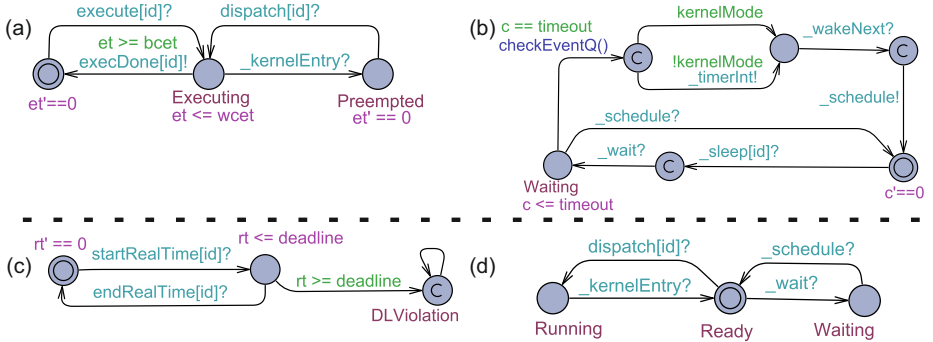 (a)
execute[id]?
dispatch[id]?
et >= bcet
execDone[id]!
_kernelEntry?
et'==0
Executing
et <= wcet
Preempted
et' == 0
(b)
c == timeout
checkEventQ()
C
kernelMode
!kernelMode
_timerInt!
_wakeNext?
C
_schedule!
_schedule?
_wait?
C
_sleep[id]?
Waiting
c <= timeout
c'==0
(c)
rt' == 0
startRealTime[id]?
endRealTime[id]?
rt <= deadline
rt >= deadline
C
DLViolation
(d)
dispatch[id]?
_kernelEntry?
_schedule?
_wait?
Running
Ready
Waiting